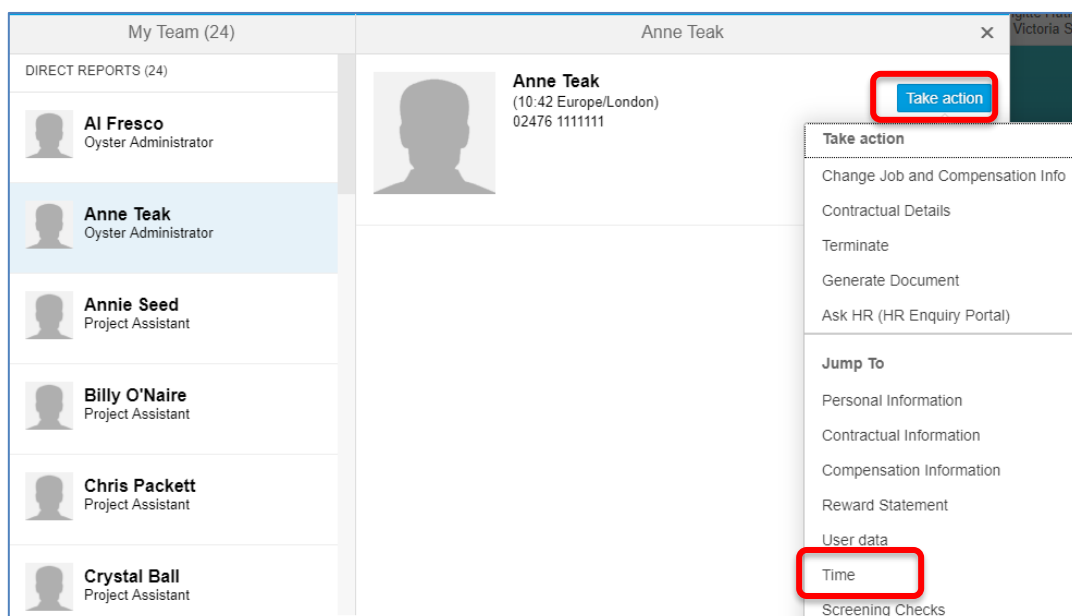 My Team (24)
DIRECT REPORTS (24)
Al Fresco
Oyster Administrator
Anne Teak
Oyster Administrator
Annie Seed
Project Assistant
Billy O'Naire
Project Assistant
Chris Packett
Project Assistant
Crystal Ball
Project Assistant
Anne Teak
×
Anne Teak
(10:42 Europe/London)
02476 1111111
Take action
Take action
Change Job and Compensation Info
Contractual Details
Terminate
Generate Document
Ask HR (HR Enquiry Portal)
Jump To
Personal Information
Contractual Information
Compensation Information
Reward Statement
User data
Time
Screening Checks
Victoria S